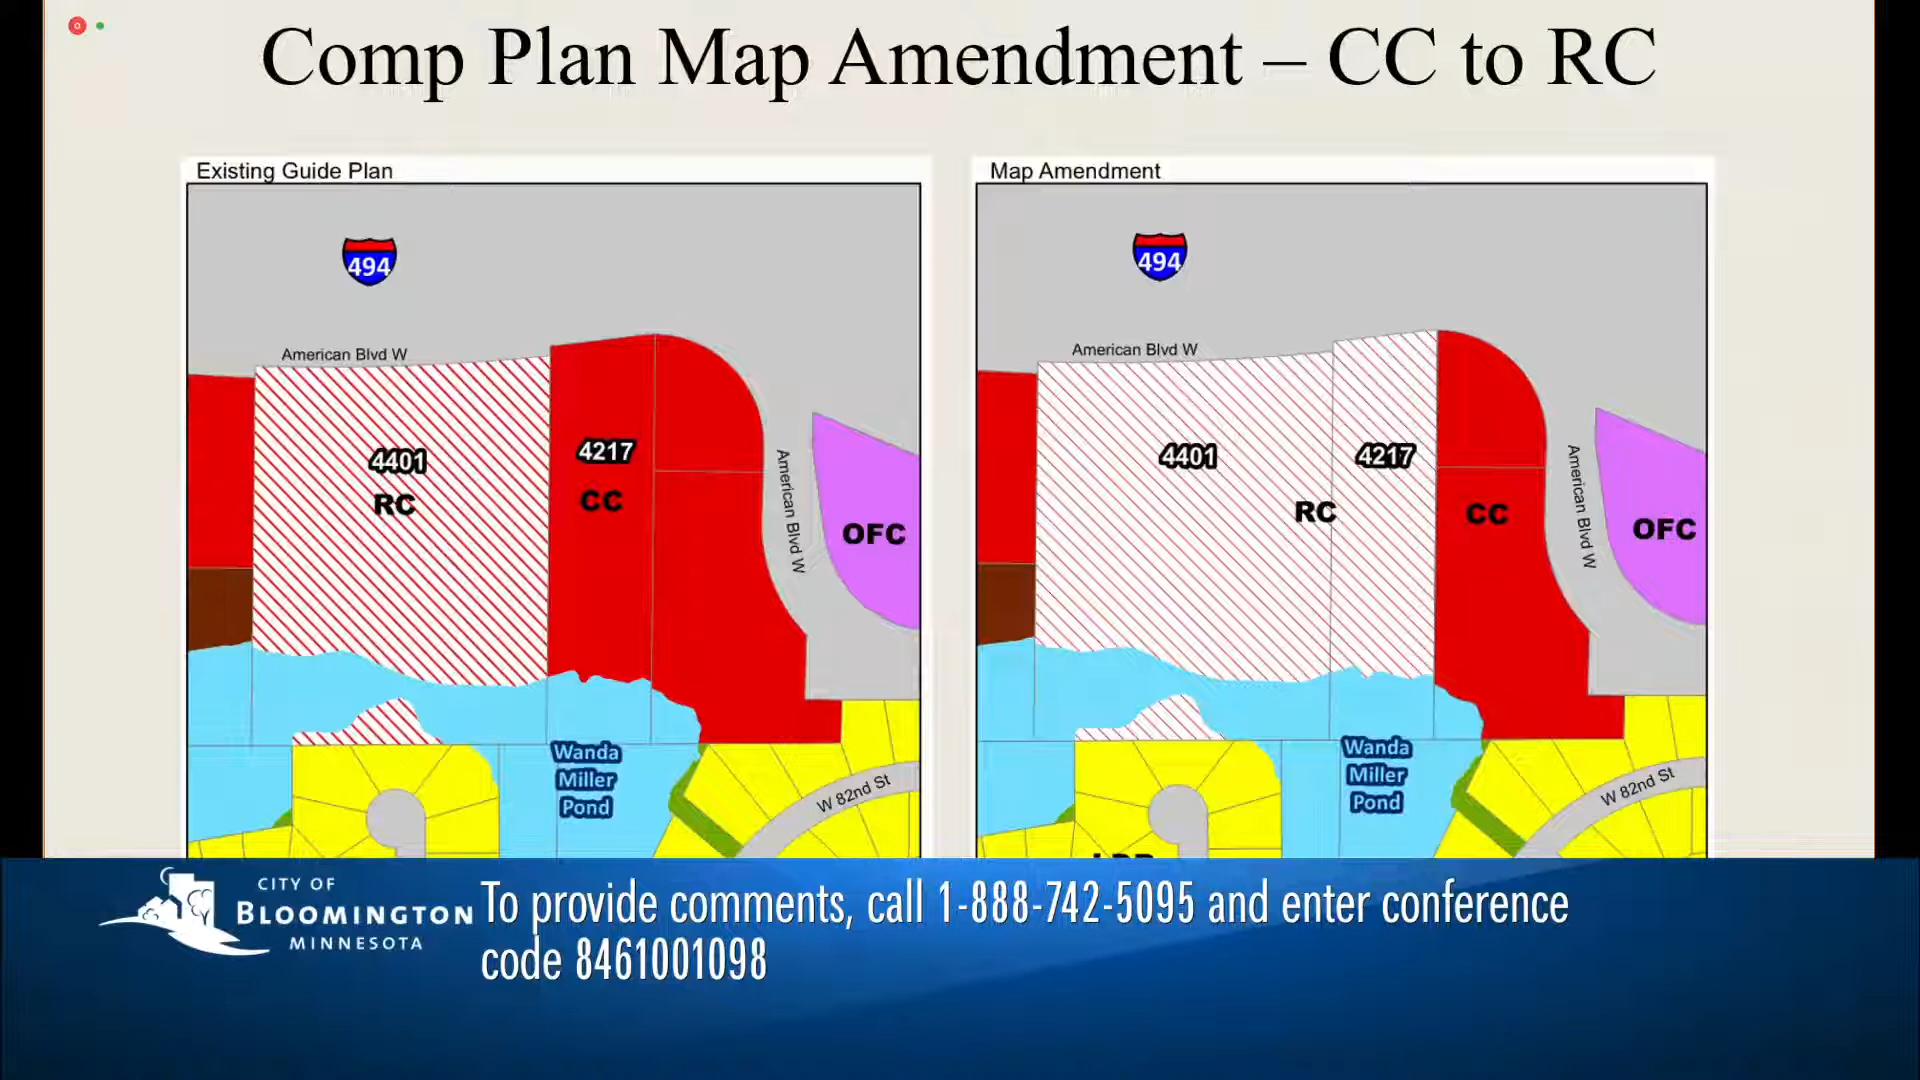 Comp Plan Map Amendment – CC to RC
Existing Guide Plan
494
American Blvd W
4401
RC
4217
CC
American Blvd W
OFC
Wanda
Miller
Pond
W 82nd St
Map Amendment
494
American Blvd W
4401
4217
RC
CC
American Blvd W
OFC
Wanda
Miller
Pond
W 82nd St
CITY OF
BLOOMINGTON
MINNESOTA
To provide comments, call 1-888-742-5095 and enter conference
code 8461001098